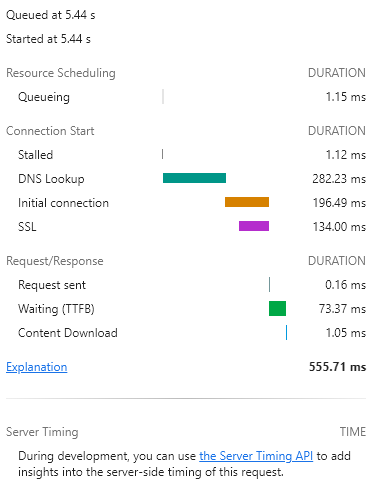 Queued at 5.44 s
Started at 5.44 s
Resource Scheduling DURATION
Queueing 1.15 ms
Connection Start DURATION
Stalled 1.12 ms
DNS Lookup 282.23 ms
Initial connection 196.49 ms
SSL 134.00 ms
Request/Response DURATION
Request sent 0.16 ms
Waiting (TTFB) 73.37 ms
Content Download 1.05 ms
Explanation 555.71 ms
Server Timing TIME
During development, you can use the Server Timing API to add
insights into the server-side timing of this request.